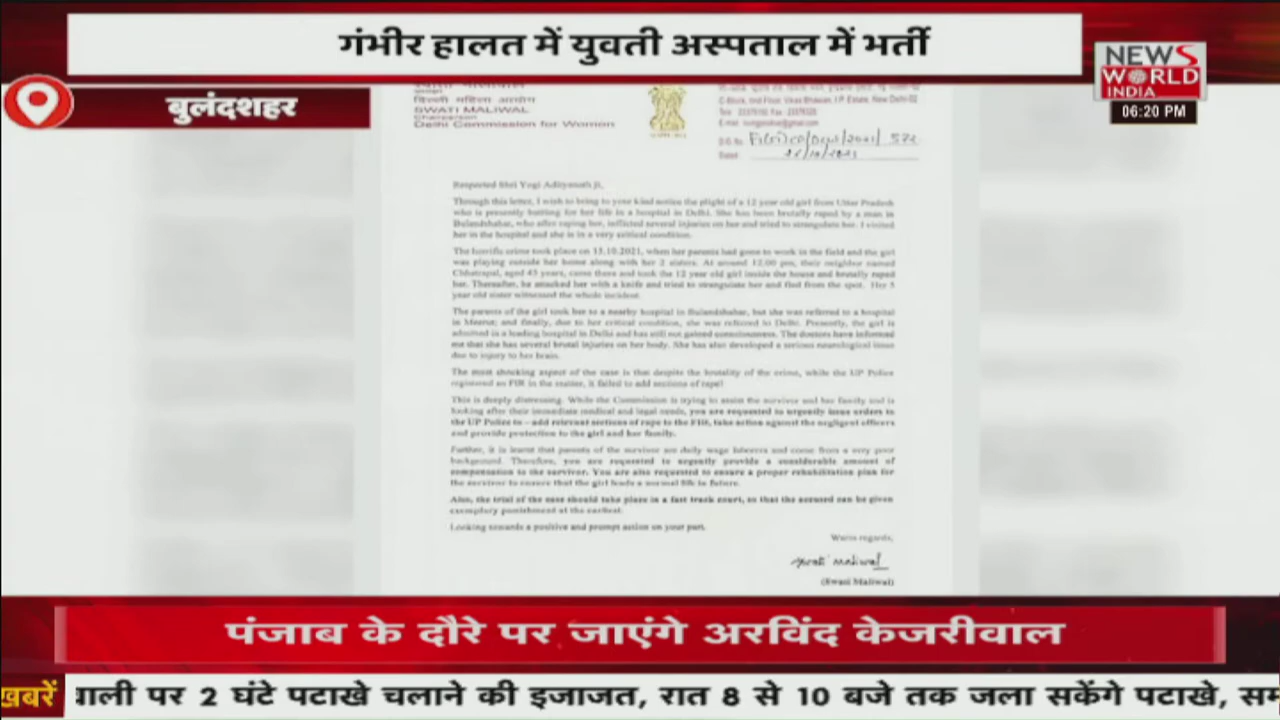 गंभीर हालत में युवती अस्पताल में भर्ती
NEWS
WORLD
INDIA
06:20 PM
बुलंदशहर
दिल्ली महिला आयोग
SWATI MALIWAL
Chairperson
Delhi Commission for Women
C-Block, IInd Floor, Vikas Bhawan, I.P. Estate, New Delhi-02
Respected Shri Yogi Adityanath Ji,
Through this letter, I wish to bring to your kind notice the plight of a 12 year old girl from Uttar Pradesh
who is presently battling for her life in a hospital in Delhi. She has been brutally raped by a man in
Bulandshahar, who after raping her, inflicted several injuries on her and tried to strangulate her. I visited
her in the hospital and she is in a very critical condition.
The horrific crime took place on 13.10.2021, when her parents had gone to work in the field and the girl
was playing outside her home along with her 2 sisters. At around 12.00 pm, their neighbor named
Chhatrapal, aged 45 years, came there and took the 12 year old girl inside the house and brutally raped
her. Thereafter, he attacked her with a knife and tried to strangulate her and fled from the spot. Her 5
year old sister witnessed the whole incident.
The parents of the girl took her to a nearby hospital in Bulandshahar, but she was referred to a hospital
in Meerut; and finally, due to her critical condition, she was referred to Delhi. Presently, the girl is
admitted in a leading hospital in Delhi and has still not gained consciousness. The doctors have informed
me that she has several brutal injuries on her body. She has also developed a serious neurological issue
due to injury to her brain.
The most shocking aspect of the case is that despite the brutality of the crime, while the UP Police
registered an FIR in the matter, it failed to add sections of rape!
This is deeply distressing. While the Commission is trying to assist the survivor and her family and is
looking after their immediate medical and legal needs, you are requested to urgently issue orders to
the UP Police to – add relevant sections of rape to the FIR, take action against the negligent officers
and provide protection to the girl and her family.
Further, it is learnt that parents of the survivor are daily wage laborers and come from a very poor
background. Therefore, you are requested to urgently provide a considerable amount of
compensation to the survivor. You are also requested to ensure a proper rehabilitation plan for
the survivor to ensure that the girl leads a normal life in future.
Also, the trial of the case should take place in a fast track court, so that the accused can be given
exemplary punishment at the earliest.
Looking towards a positive and prompt action on your part.
Warm regards,
Swati Maliwal
(Swati Maliwal)
पंजाब के दौरे पर जाएंगे अरविंद केजरीवाल
खबरें
पर 2 घंटे पटाखे चलाने की इजाजत, रात 8 से 10 बजे तक जला सकेंगे पटाखे,